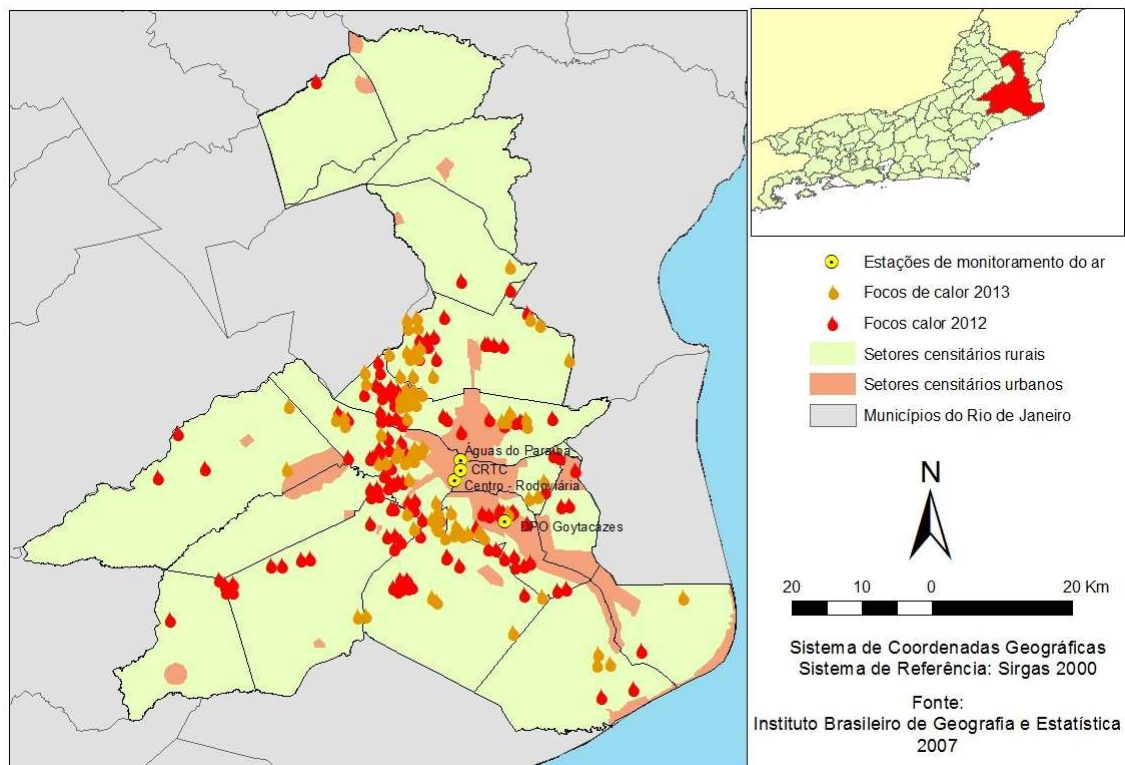 Águas do Paraíba
CRTC
Centro - Rodoviária
DPO Goytacazes
Estações de monitoramento do ar
Focos de calor 2013
Focos calor 2012
Setores censitários rurais
Setores censitários urbanos
Municípios do Rio de Janeiro
N
20 10 0 20 Km
Sistema de Coordenadas Geográficas
Sistema de Referência: Sirgas 2000
Fonte:
Instituto Brasileiro de Geografia e Estatística
2007